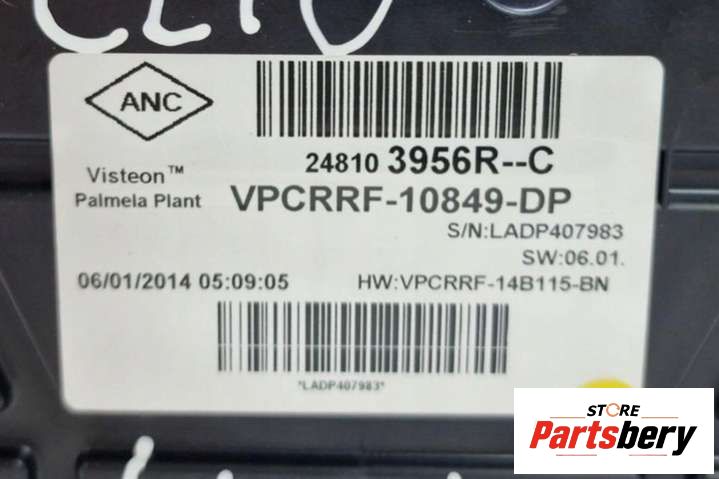 CLIO
ANC
24810 3956R--C
Visteon™
Palmela Plant
VPCRRF-10849-DP
S/N:LADP407983
SW:06.01.
06/01/2014 05:09:05
HW:VPCRRF-14B115-BN
*LADP407983*
STORE
Partsbery